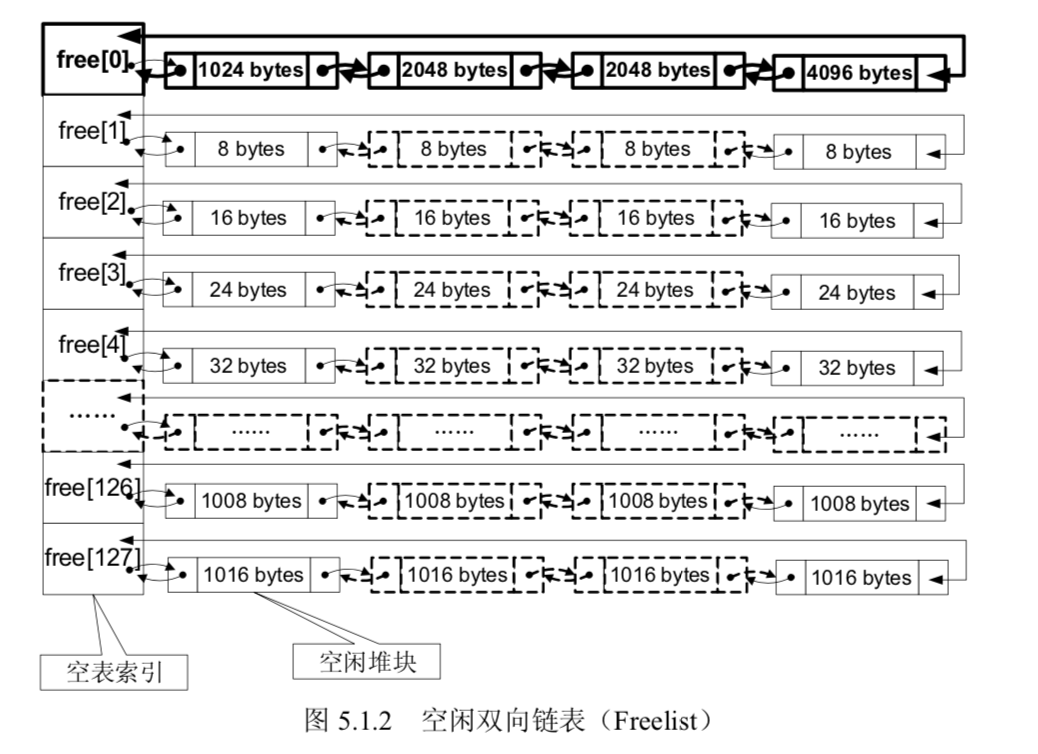 free[0] 1024 bytes 2048 bytes 2048 bytes 4096 bytes
free[1] 8 bytes 8 bytes 8 bytes 8 bytes
free[2] 16 bytes 16 bytes 16 bytes 16 bytes
free[3] 24 bytes 24 bytes 24 bytes 24 bytes
free[4] 32 bytes 32 bytes 32 bytes 32 bytes
…… …… …… …… ……
free[126] 1008 bytes 1008 bytes 1008 bytes 1008 bytes
free[127] 1016 bytes 1016 bytes 1016 bytes 1016 bytes
空表索引 空闲堆块
图 5.1.2 空闲双向链表（Freelist）